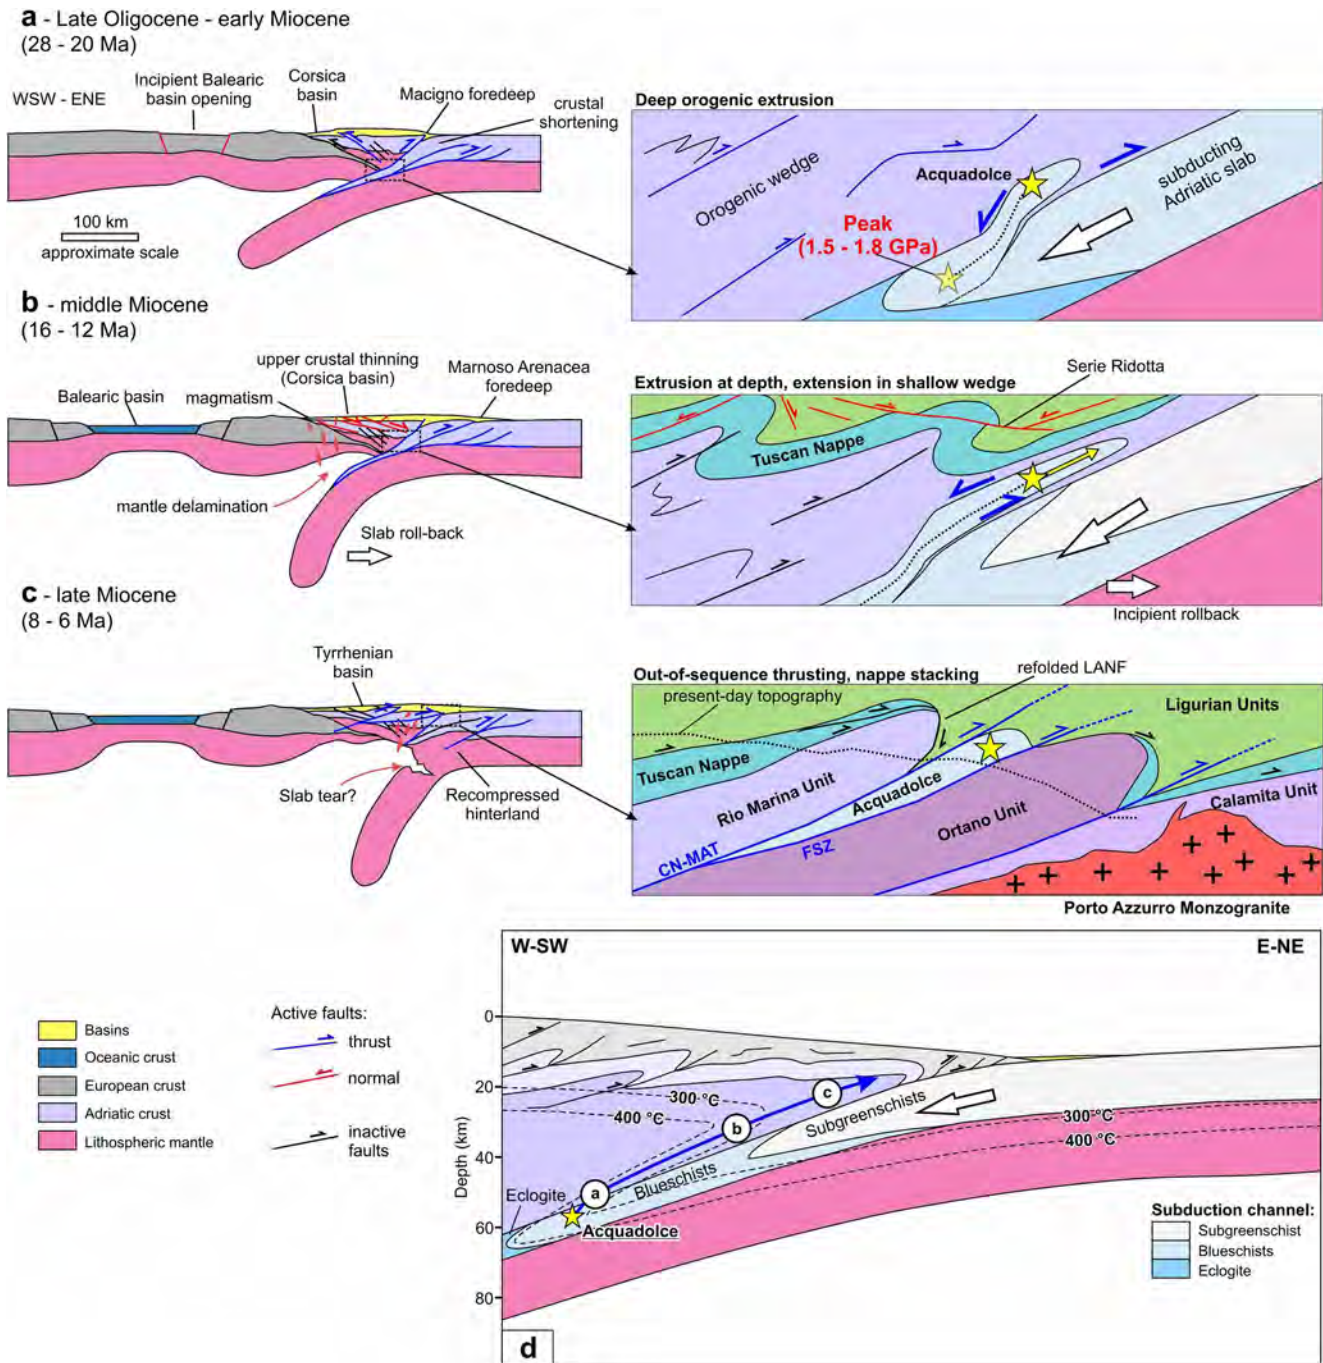 a - Late Oligocene - early Miocene
(28 - 20 Ma)
WSW - ENE
Incipient Balearic
basin opening
Corsica
basin
Macigno foredeep
crustal
shortening
100 km
approximate scale
Deep orogenic extrusion
Orogenic wedge
Acquadolce
Peak
(1.5 - 1.8 GPa)
subducting
Adriatic slab
b - middle Miocene
(16 - 12 Ma)
Balearic basin
magmatism
upper crustal thinning
(Corsica basin)
Marnoso Arenacea
foredeep
mantle delamination
Slab roll-back
Extrusion at depth, extension in shallow wedge
Serie Ridotta
Tuscan Nappe
Incipient rollback
c - late Miocene
(8 - 6 Ma)
Tyrrhenian
basin
Slab tear?
Recompressed
hinterland
Out-of-sequence thrusting, nappe stacking
present-day topography
refolded LANF
Ligurian Units
Tuscan Nappe
Rio Marina Unit
Acquadolce
Ortano Unit
Calamita Unit
CN-MAT
FSZ
Porto Azzurro Monzogranite
Basins
Oceanic crust
European crust
Adriatic crust
Lithospheric mantle
Active faults:
thrust
normal
inactive
faults
W-SW
E-NE
Depth (km)
0
20
40
60
80
300 °C
400 °C
300 °C
400 °C
a
b
c
Subgreenschists
Blueschists
Eclogite
Acquadolce
Subduction channel:
Subgreenschist
Blueschists
Eclogite
d